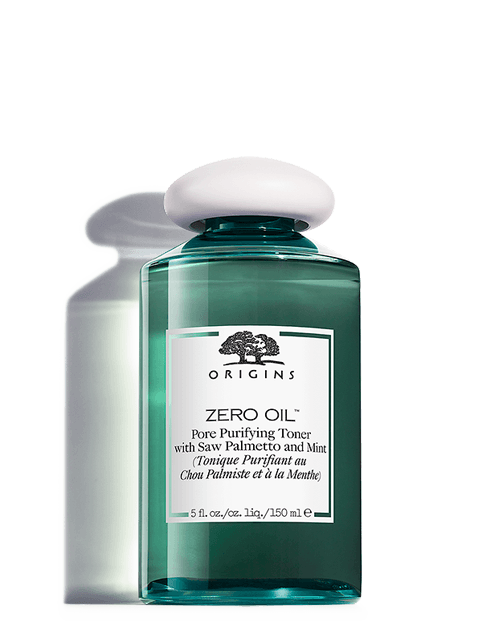 ORIGINS
ZERO OIL™
Pore Purifying Toner
with Saw Palmetto and Mint
(Tonique Purifiant au
Chou Palmiste et à la Menthe)
5 fl. oz./oz. liq./150 ml ℮